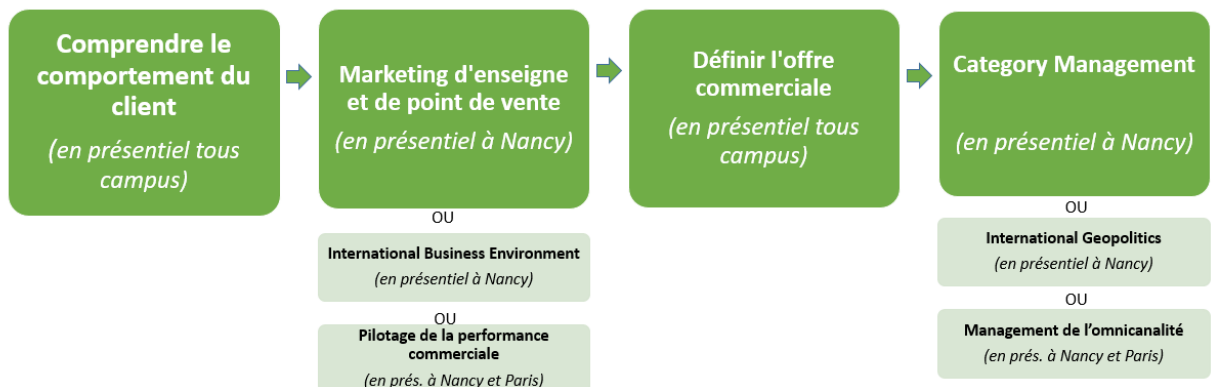 Comprendre le
comportement du
client
(en présentiel tous
campus)
Marketing d'enseigne
et de point de vente
(en présentiel à Nancy)
OU
International Business Environment
(en présentiel à Nancy)
OU
Pilotage de la performance
commerciale
(en prés. à Nancy et Paris)
Définir l'offre
commerciale
(en présentiel tous
campus)
Category Management
(en présentiel à Nancy)
OU
International Geopolitics
(en présentiel à Nancy)
OU
Management de l’omnicanalité
(en prés. à Nancy et Paris)